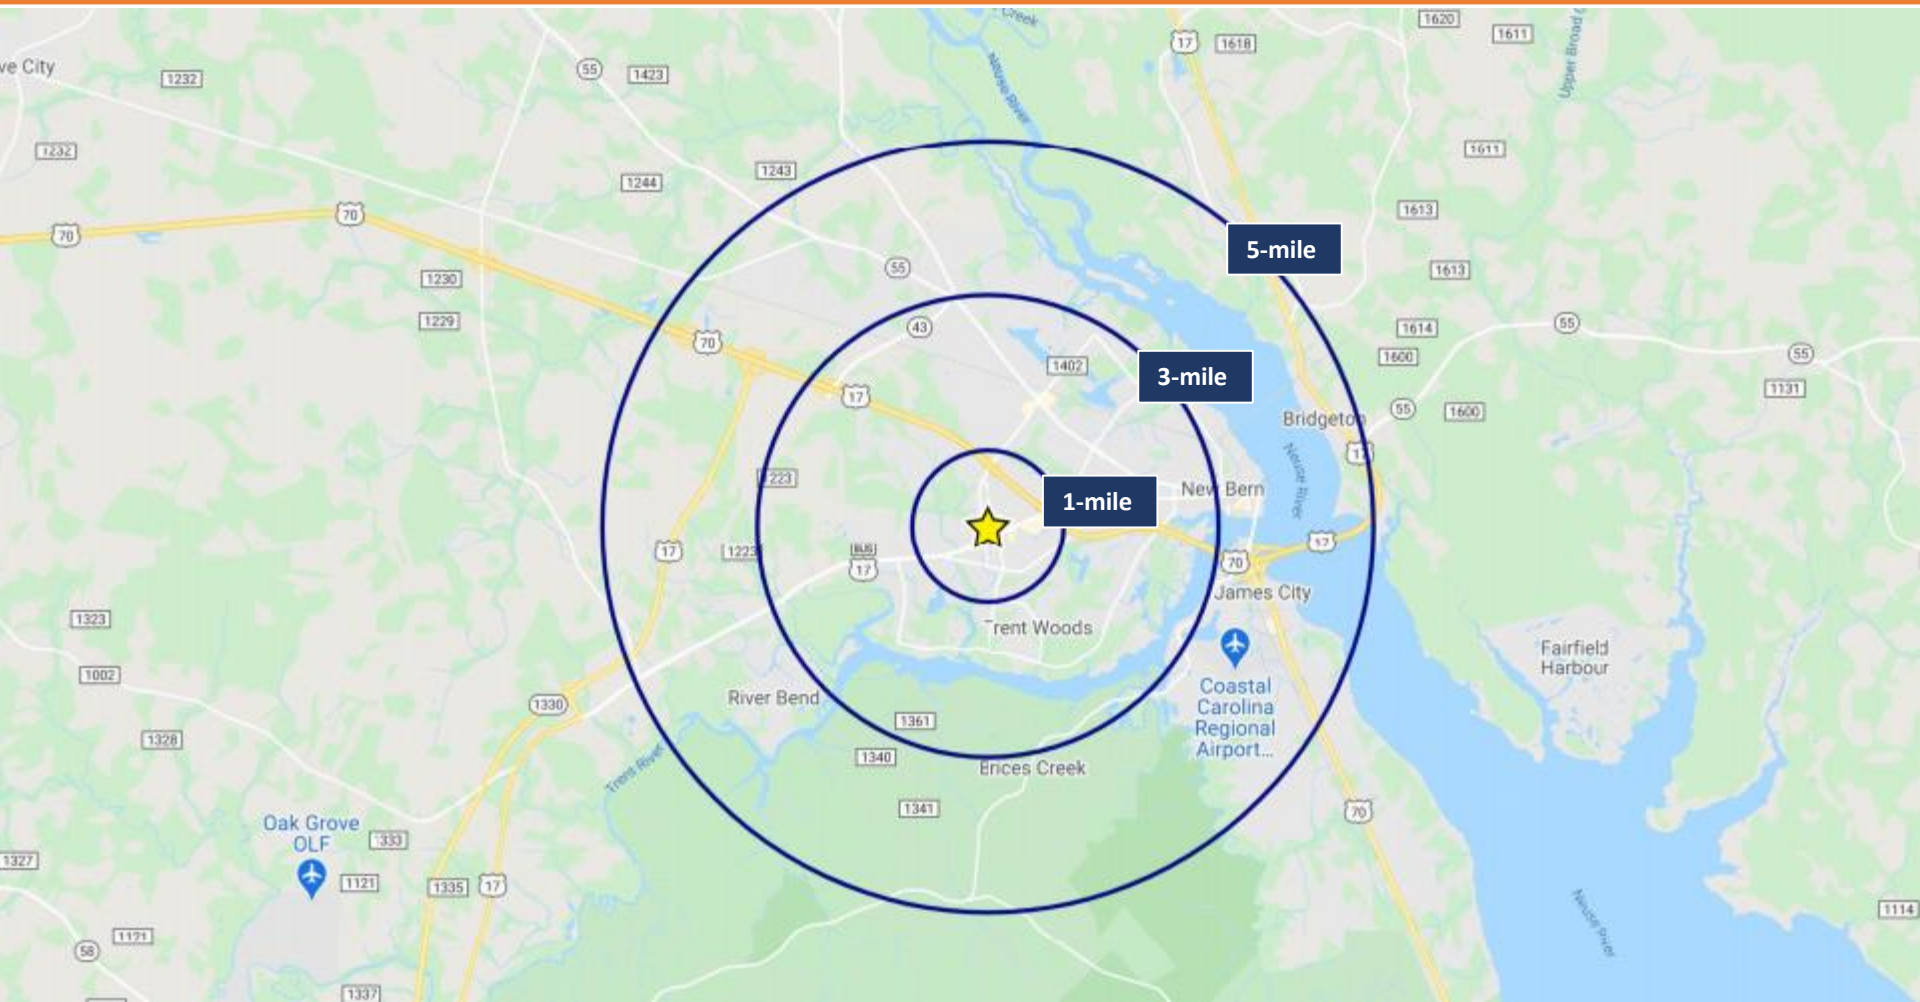 Creek
1620
1611
17
1618
Upper Broad C
ve City
1232
55
1423
Neuse River
1232
1611
1243
1244
70
70
1613
5-mile
55
1230
1613
1229
43
70
1614
55
1600
55
1402
3-mile
1131
17
55
1600
Bridgeton
17
1223
Neuse River
New Bern
1-mile
17
17
1223
BUS
17
70
James City
1323
Trent Woods
Fairfield
Harbour
1002
River Bend
Coastal
Carolina
Regional
Airport...
1330
1361
1328
1340
Brices Creek
Trent River
1341
70
Oak Grove
OLF
1333
1327
1121
1335
17
Neuse River
1114
1121
58
1337